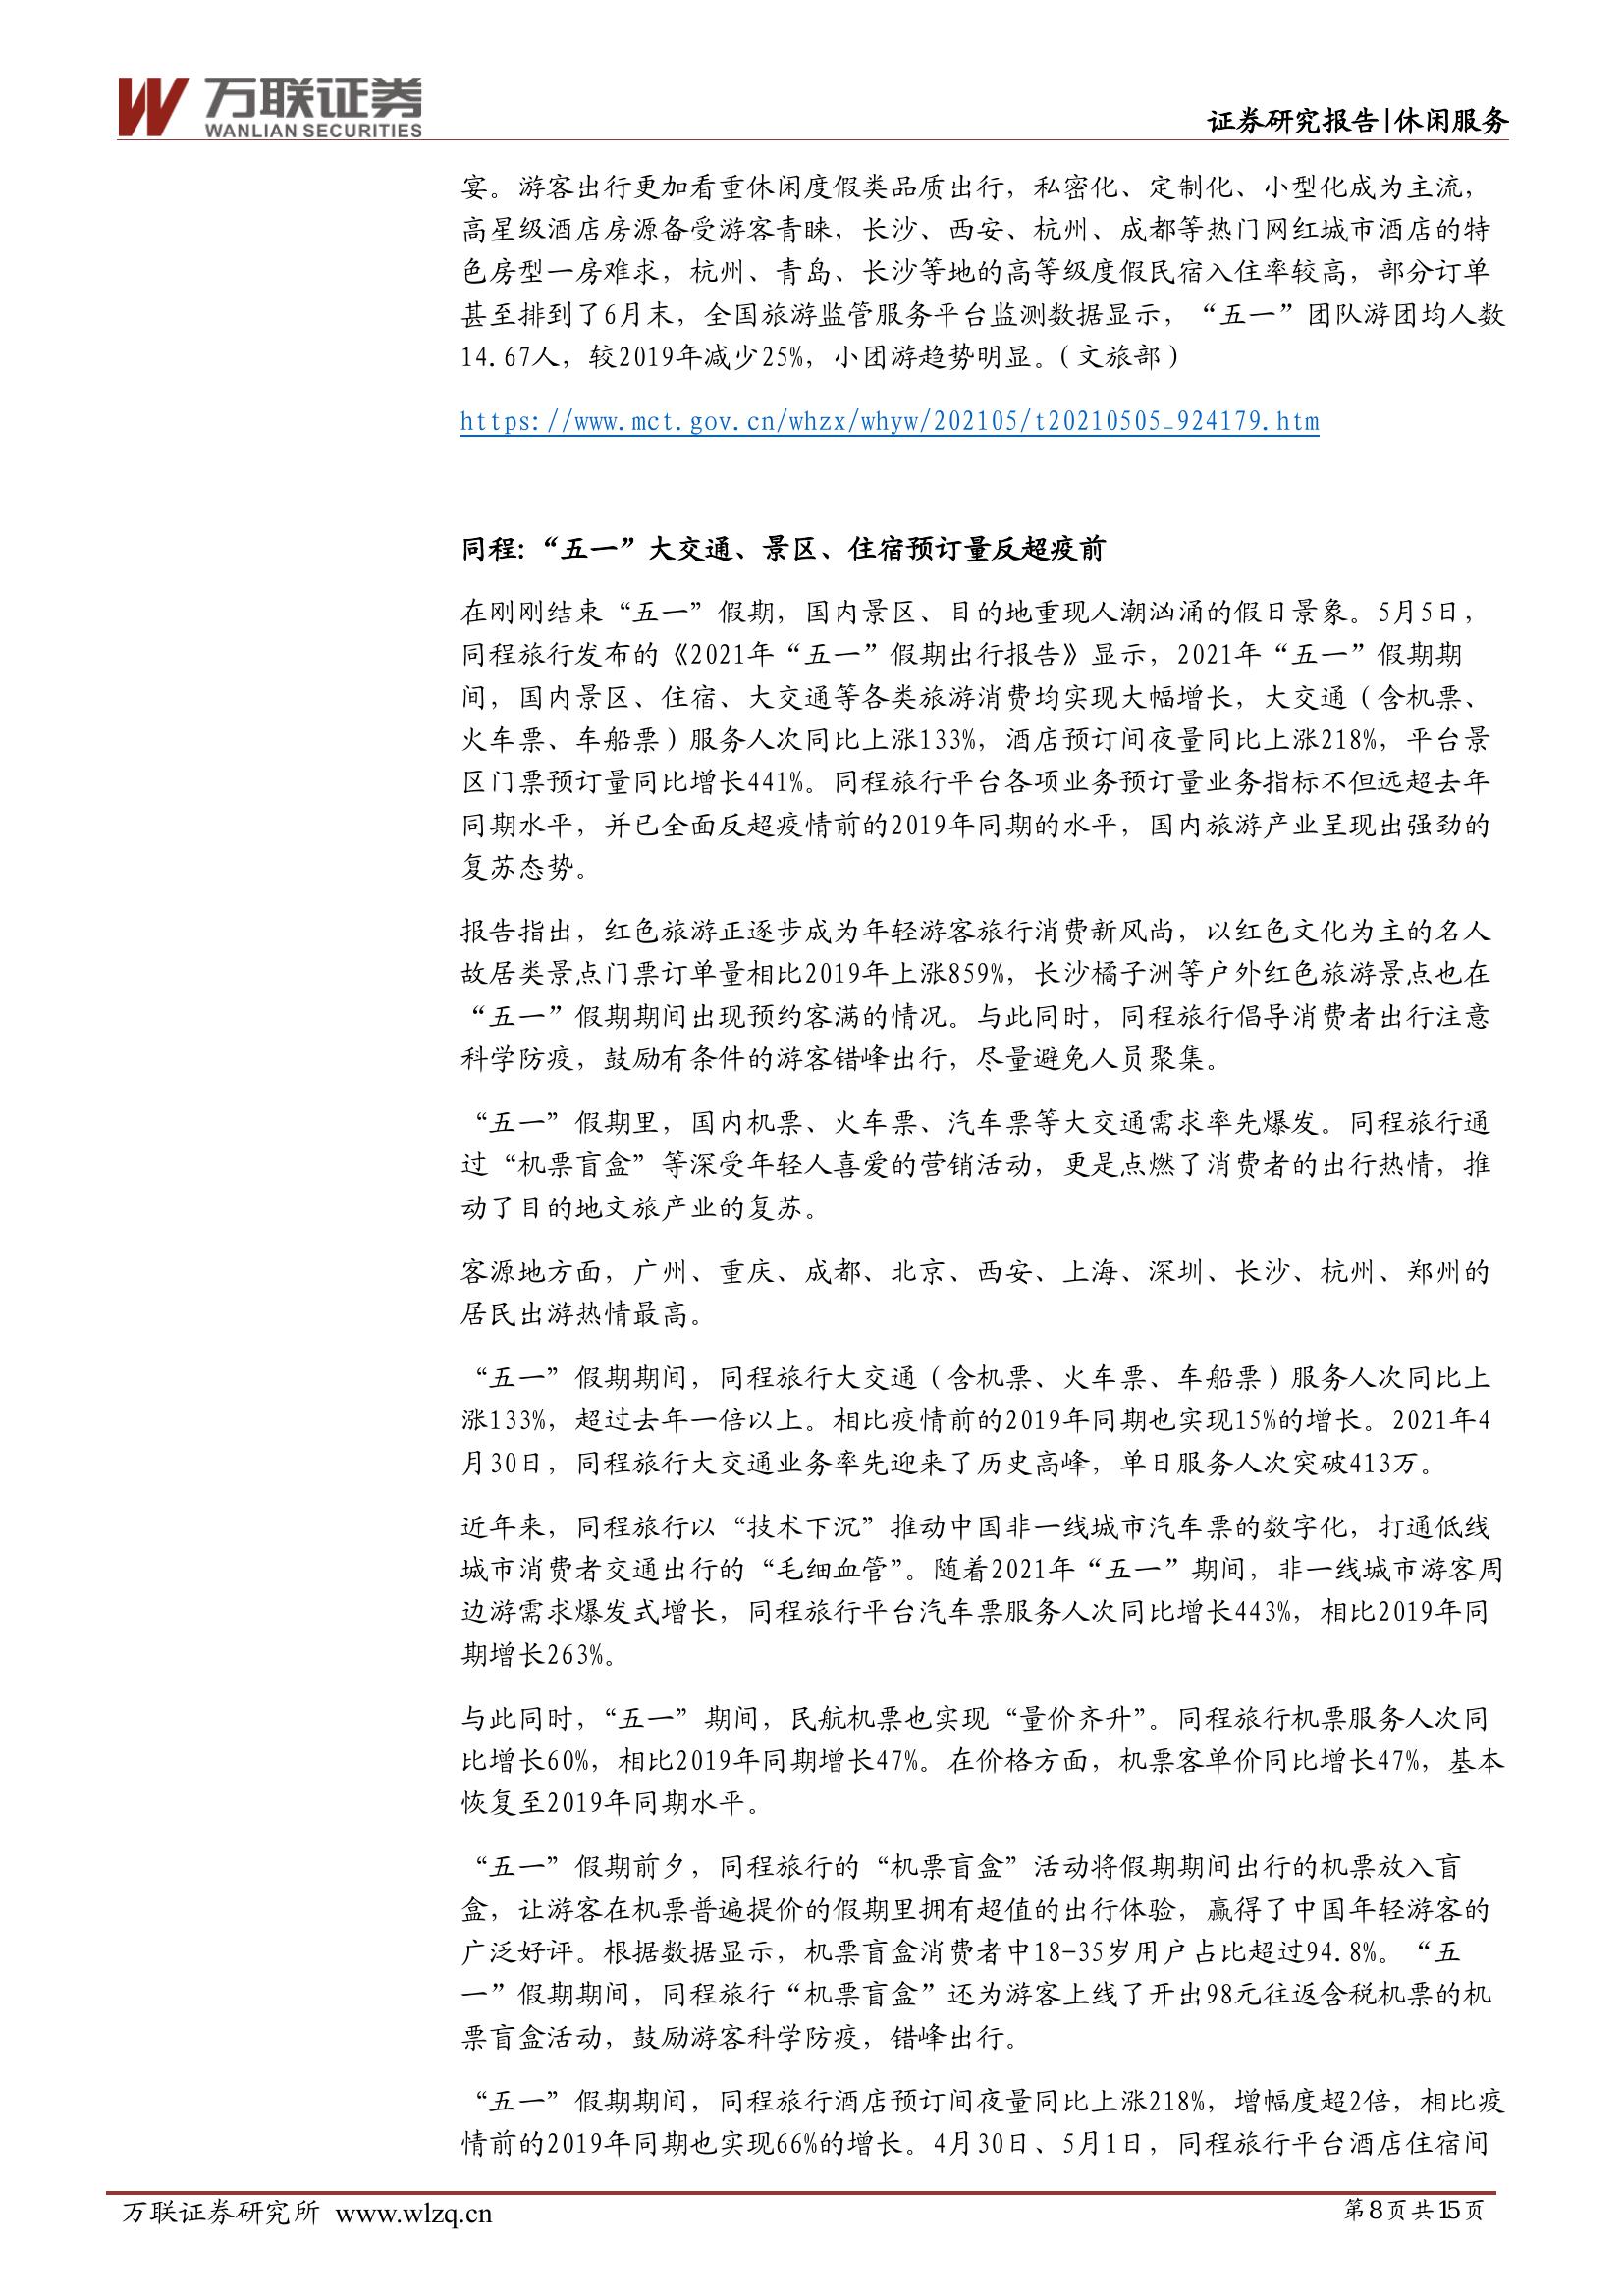 万联证券
WANLIAN SECURITIES
证券研究报告|休闲服务
宴。游客出行更加看重休闲度假类品质出行，私密化、定制化、小型化成为主流，
高星级酒店房源备受游客青睐，长沙、西安、杭州、成都等热门网红城市酒店的特
色房型一房难求，杭州、青岛、长沙等地的高等级度假民宿入住率较高，部分订单
甚至排到了6月末，全国旅游监管服务平台监测数据显示，“五一”团队游团均人数
14.67人，较2019年减少25%，小团游趋势明显。（文旅部）
https://www.mct.gov.cn/whzx/whyw/202105/t20210505_924179.htm
同程：“五一”大交通、景区、住宿预订量反超疫前
在刚刚结束“五一”假期，国内景区、目的地重现人潮汹涌的假日景象。5月5日，
同程旅行发布的《2021年“五一”假期出行报告》显示，2021年“五一”假期期
间，国内景区、住宿、大交通等各类旅游消费均实现大幅增长，大交通（含机票、
火车票、车船票）服务人次同比上涨133%，酒店预订间夜量同比上涨218%，平台景
区门票预订量同比增长441%。同程旅行平台各项业务预订量业务指标不但远超去年
同期水平，并已全面反超疫情前的2019年同期的水平，国内旅游产业呈现出强劲的
复苏态势。
报告指出，红色旅游正逐步成为年轻游客旅行消费新风尚，以红色文化为主的名人
故居类景点门票订单量相比2019年上涨859%，长沙橘子洲等户外红色旅游景点也在
“五一”假期期间出现预约客满的情况。与此同时，同程旅行倡导消费者出行注意
科学防疫，鼓励有条件的游客错峰出行，尽量避免人员聚集。
“五一”假期里，国内机票、火车票、汽车票等大交通需求率先爆发。同程旅行通
过“机票盲盒”等深受年轻人喜爱的营销活动，更是点燃了消费者的出行热情，推
动了目的地文旅产业的复苏。
客源地方面，广州、重庆、成都、北京、西安、上海、深圳、长沙、杭州、郑州的
居民出游热情最高。
“五一”假期期间，同程旅行大交通（含机票、火车票、车船票）服务人次同比上
涨133%，超过去年一倍以上。相比疫情前的2019年同期也实现15%的增长。2021年4
月30日，同程旅行大交通业务率先迎来了历史高峰，单日服务人次突破413万。
近年来，同程旅行以“技术下沉”推动中国非一线城市汽车票的数字化，打通低线
城市消费者交通出行的“毛细血管”。随着2021年“五一”期间，非一线城市游客周
边游需求爆发式增长，同程旅行平台汽车票服务人次同比增长443%，相比2019年同
期增长263%。
与此同时，“五一”期间，民航机票也实现“量价齐升”。同程旅行机票服务人次同
比增长60%，相比2019年同期增长47%。在价格方面，机票客单价同比增长47%，基本
恢复至2019年同期水平。
“五一”假期前夕，同程旅行的“机票盲盒”活动将假期期间出行的机票放入盲
盒，让游客在机票普遍提价的假期里拥有超值的出行体验，赢得了中国年轻游客的
广泛好评。根据数据显示，机票盲盒消费者中18-35岁用户占比超过94.8%。“五
一”假期期间，同程旅行“机票盲盒”还为游客上线了开出98元往返含税机票的机
票盲盒活动，鼓励游客科学防疫，错峰出行。
“五一”假期期间，同程旅行酒店预订间夜量同比上涨218%，增幅度超2倍，相比疫
情前的2019年同期也实现66%的增长。4月30日、5月1日，同程旅行平台酒店住宿间
万联证券研究所 www.wlzq.cn
第8页共15页